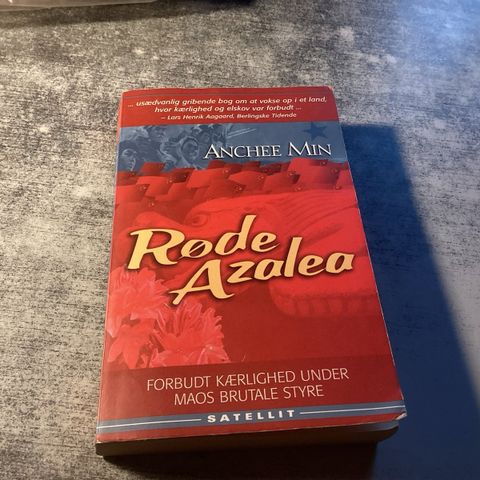 ... usædvanlig gribende bog om at vokse op i et land,
hvor kærlighed og elskov var forbudt ...
– Lars Henrik Aagaard, Berlingske Tidende
ANCHEE MIN
Røde
Azalea
FORBUDT KÆRLIGHED UNDER
MAOS BRUTALE STYRE
SATELLIT